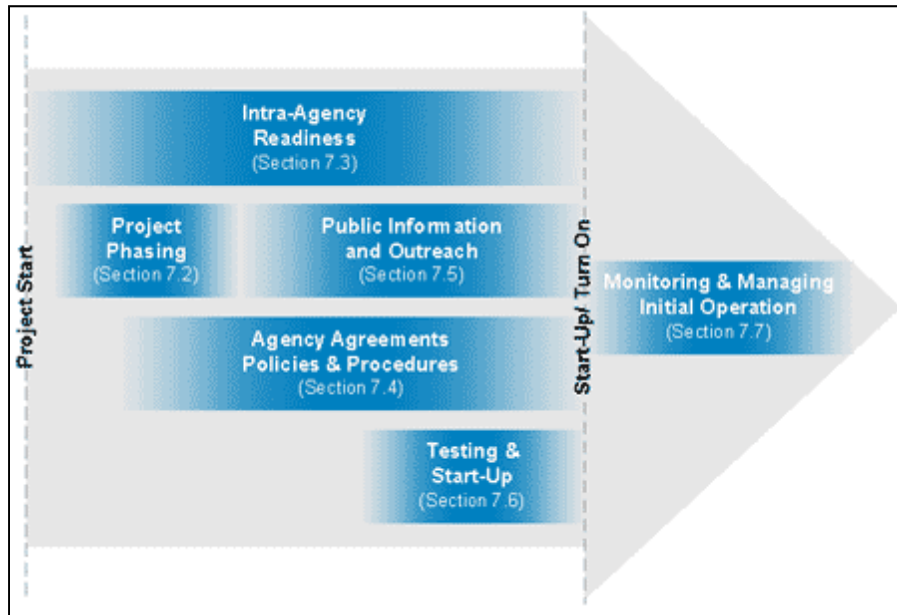 Intra-Agency
Readiness
(Section 7.3)
Project
Phasing
(Section 7.2)
Public Information
and Outreach
(Section 7.5)
Agency Agreements
Policies & Procedures
(Section 7.4)
Testing &
Start-Up
(Section 7.6)
Project Start
Start-Up/ Turn On
Monitoring & Managing
Initial Operation
(Section 7.7)